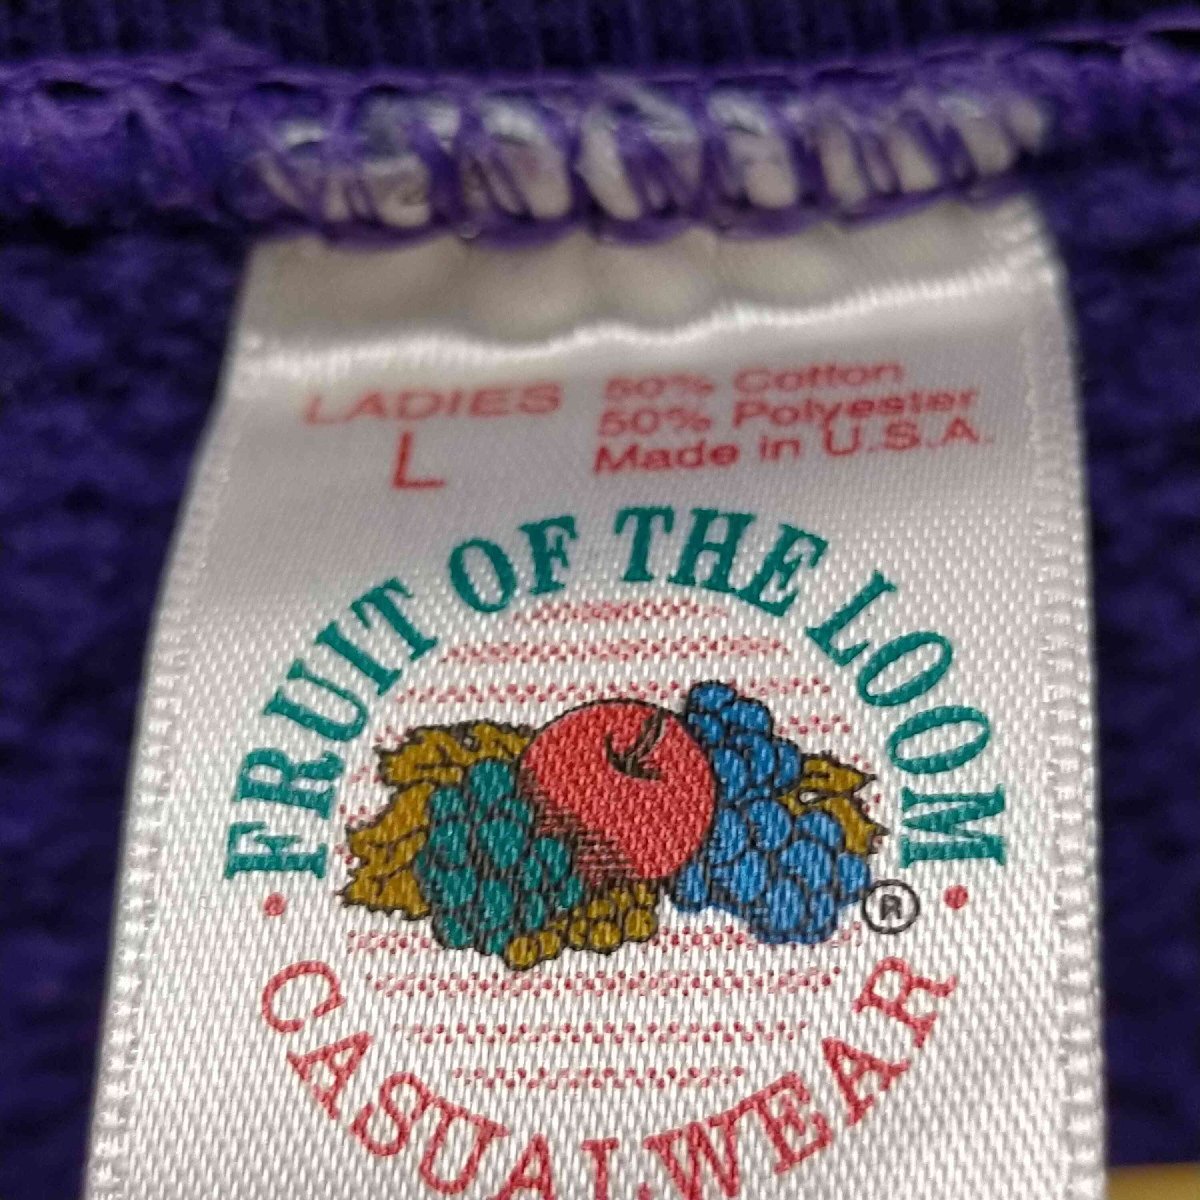 LADIES
L
50% Cotton
50% Polyester
Made in U.S.A.
FRUIT OF THE LOOM
®
CASUALWEAR